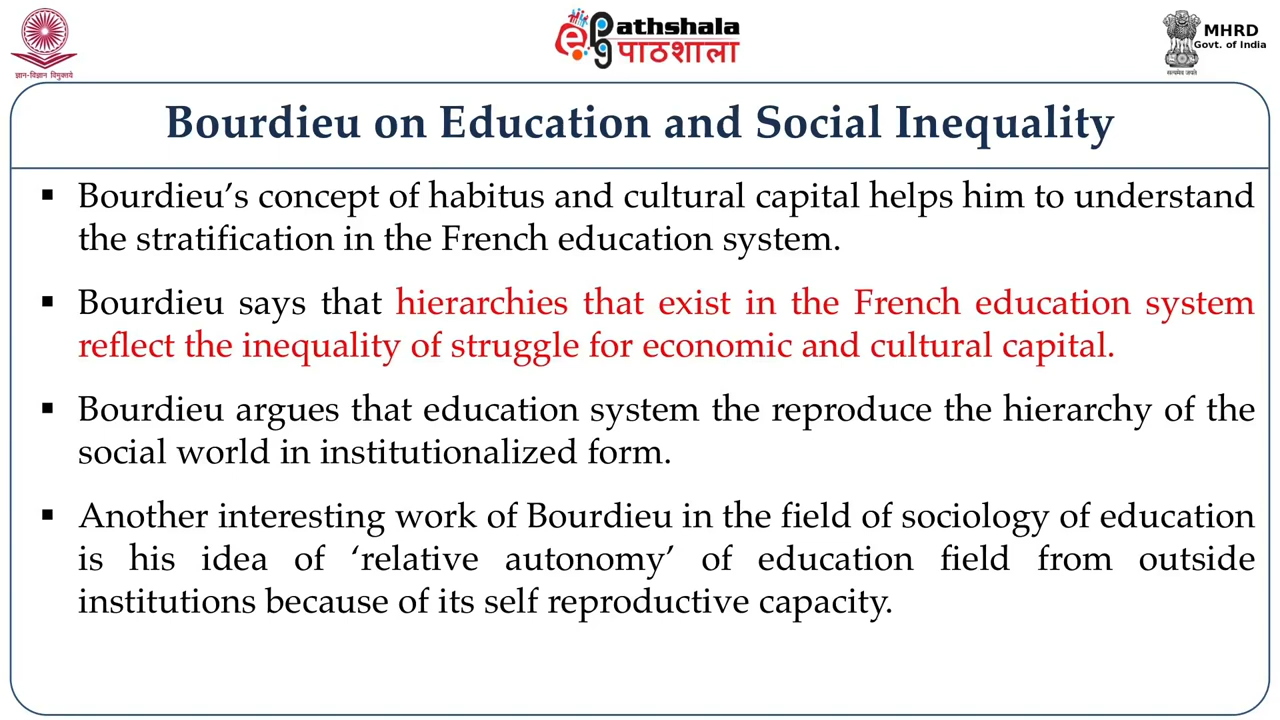 ज्ञान-विज्ञान विमुक्तये
ePathshala
पाठशाला
MHRD
Govt. of India
सत्यमेव जयते
Bourdieu on Education and Social Inequality
▪ Bourdieu’s concept of habitus and cultural capital helps him to understand
the stratification in the French education system.
▪ Bourdieu says that hierarchies that exist in the French education system
reflect the inequality of struggle for economic and cultural capital.
▪ Bourdieu argues that education system the reproduce the hierarchy of the
social world in institutionalized form.
▪ Another interesting work of Bourdieu in the field of sociology of education
is his idea of ‘relative autonomy’ of education field from outside
institutions because of its self reproductive capacity.